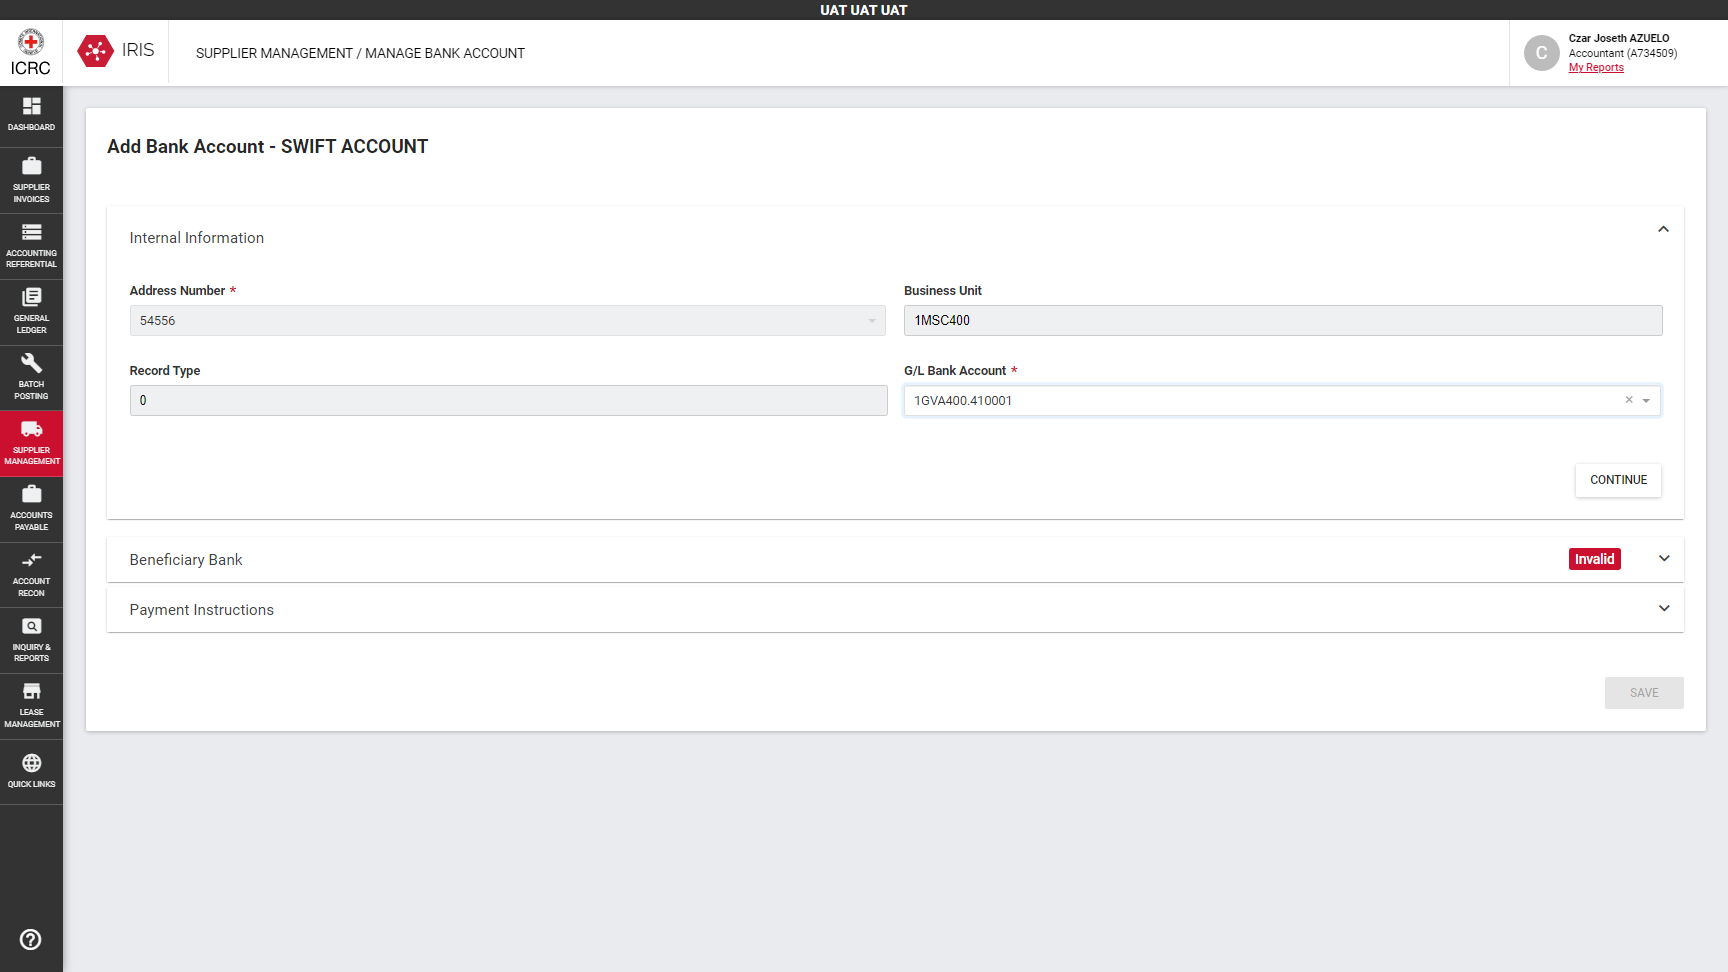 UAT UAT UAT
ICRC
IRIS
SUPPLIER MANAGEMENT / MANAGE BANK ACCOUNT
C
Czar Joseth AZUELO
Accountant (A734509)
My Reports
DASHBOARD
SUPPLIER
INVOICES
ACCOUNTING
REFERENTIAL
GENERAL
LEDGER
BATCH
POSTING
SUPPLIER
MANAGEMENT
ACCOUNTS
PAYABLE
ACCOUNT
RECON
INQUIRY &
REPORTS
LEASE
MANAGEMENT
QUICK LINKS
Add Bank Account - SWIFT ACCOUNT
Internal Information
Address Number *
54556
Business Unit
1MSC400
Record Type
0
G/L Bank Account *
1GVA400.410001
CONTINUE
Beneficiary Bank
Invalid
Payment Instructions
SAVE